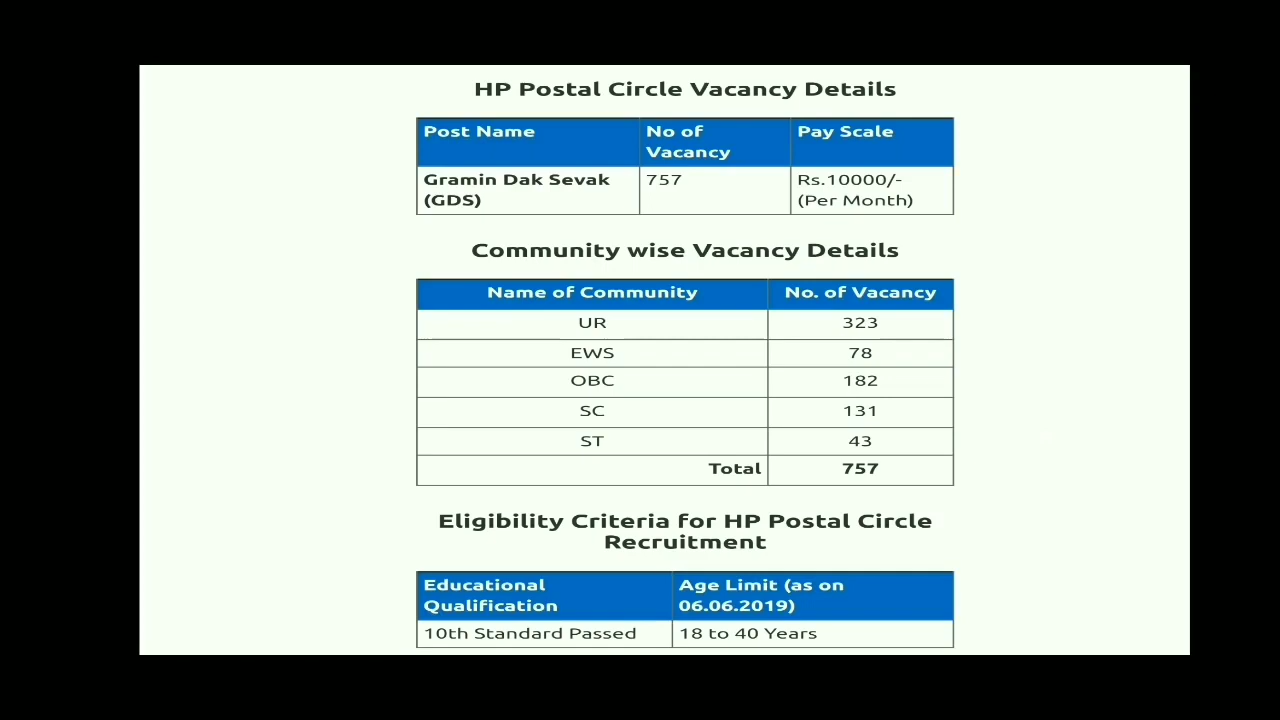 HP Postal Circle Vacancy Details
Post Name No of Pay Scale
Vacancy
Gramin Dak Sevak 757 Rs.10000/-
(GDS) (Per Month)
Community wise Vacancy Details
Name of Community No. of Vacancy
UR 323
EWS 78
OBC 182
SC 131
ST 43
Total 757
Eligibility Criteria for HP Postal Circle
Recruitment
Educational Age Limit (as on
Qualification 06.06.2019)
10th Standard Passed 18 to 40 Years